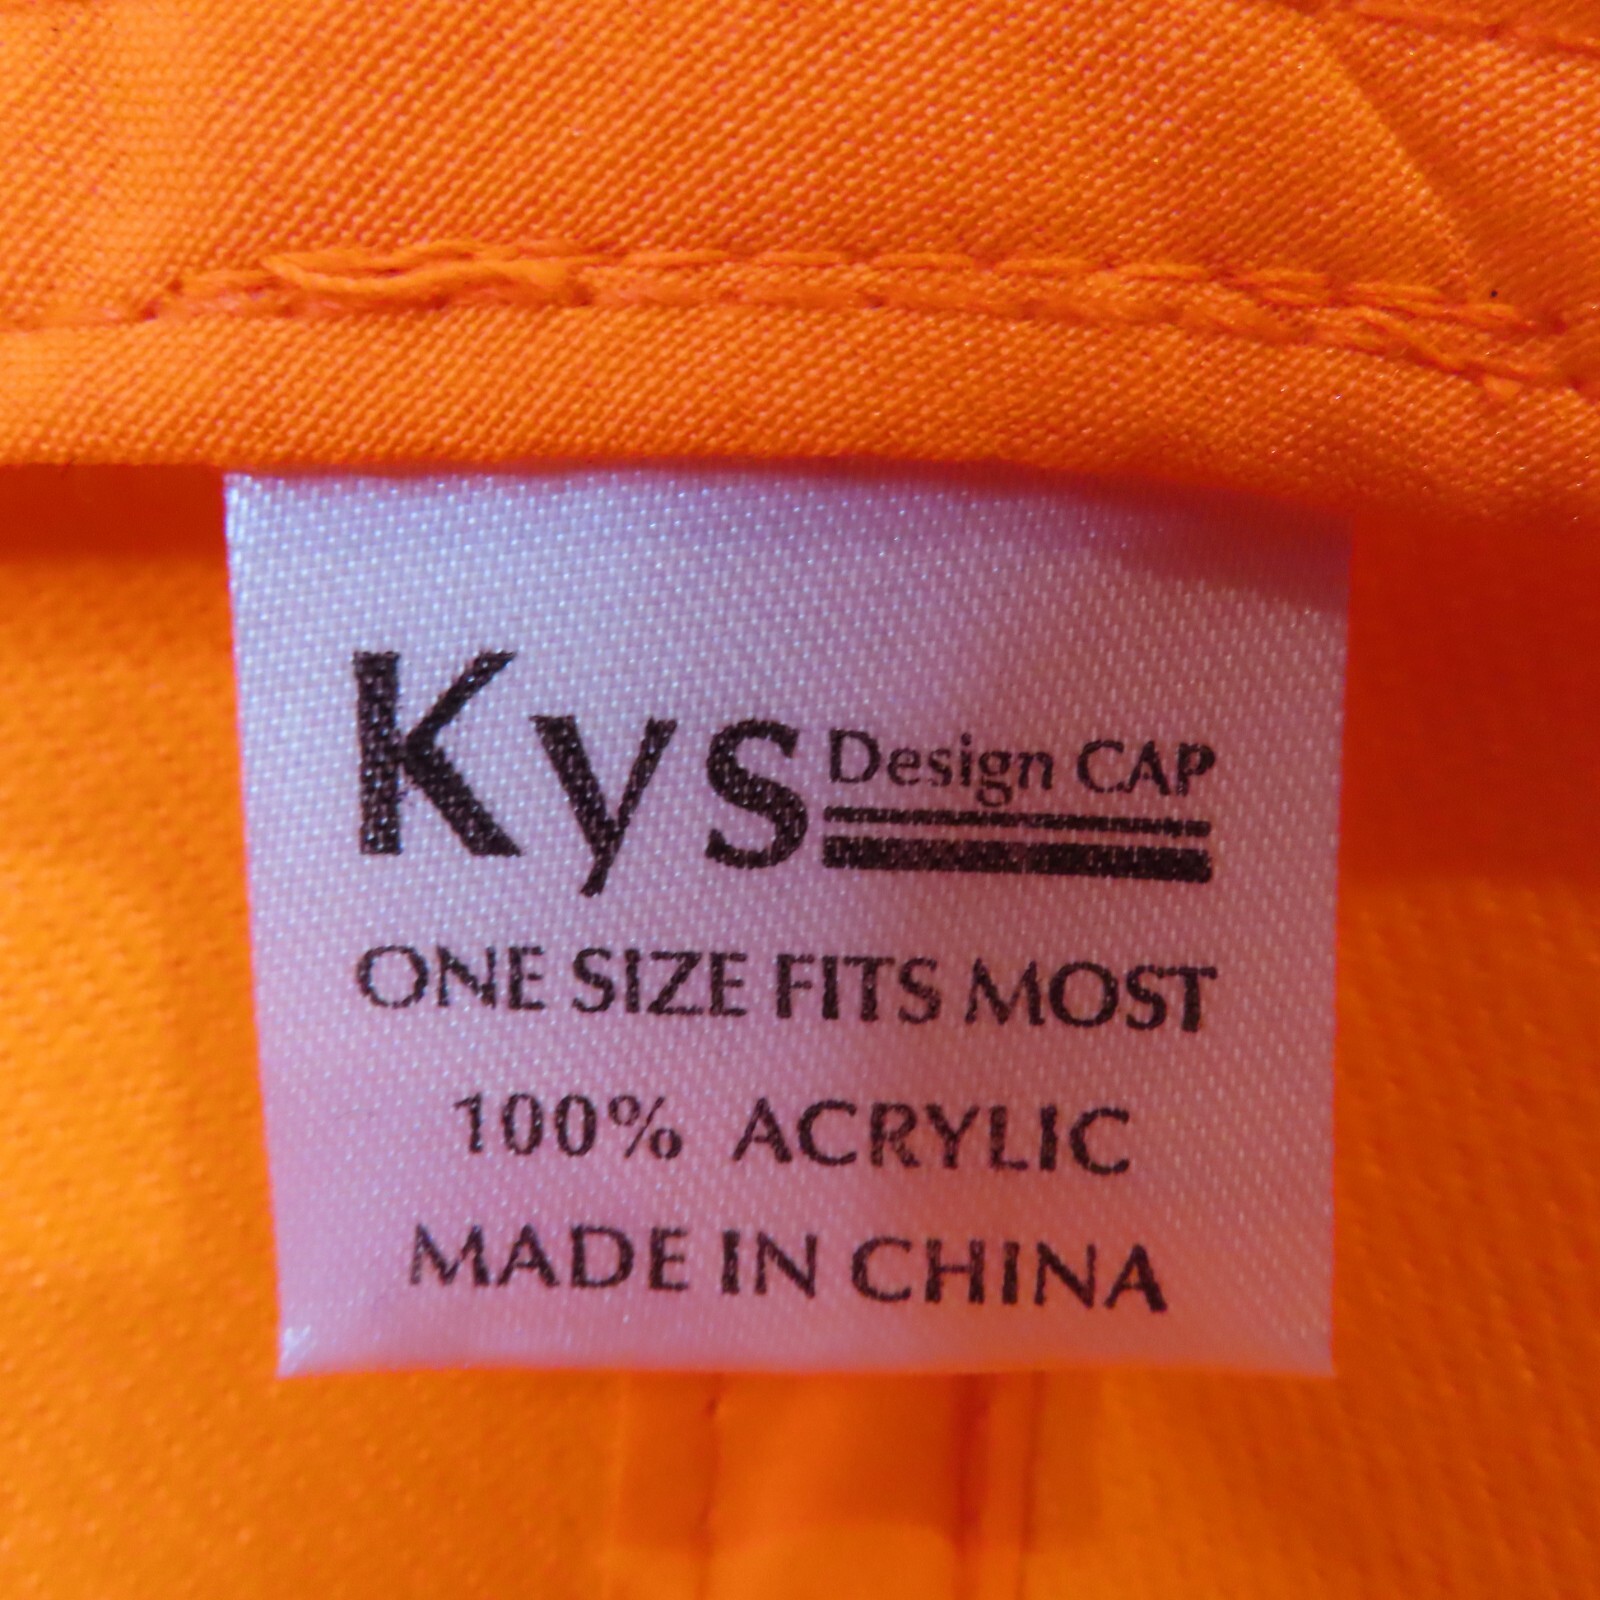 Kys Design CAP
ONE SIZE FITS MOST
100% ACRYLIC
MADE IN CHINA